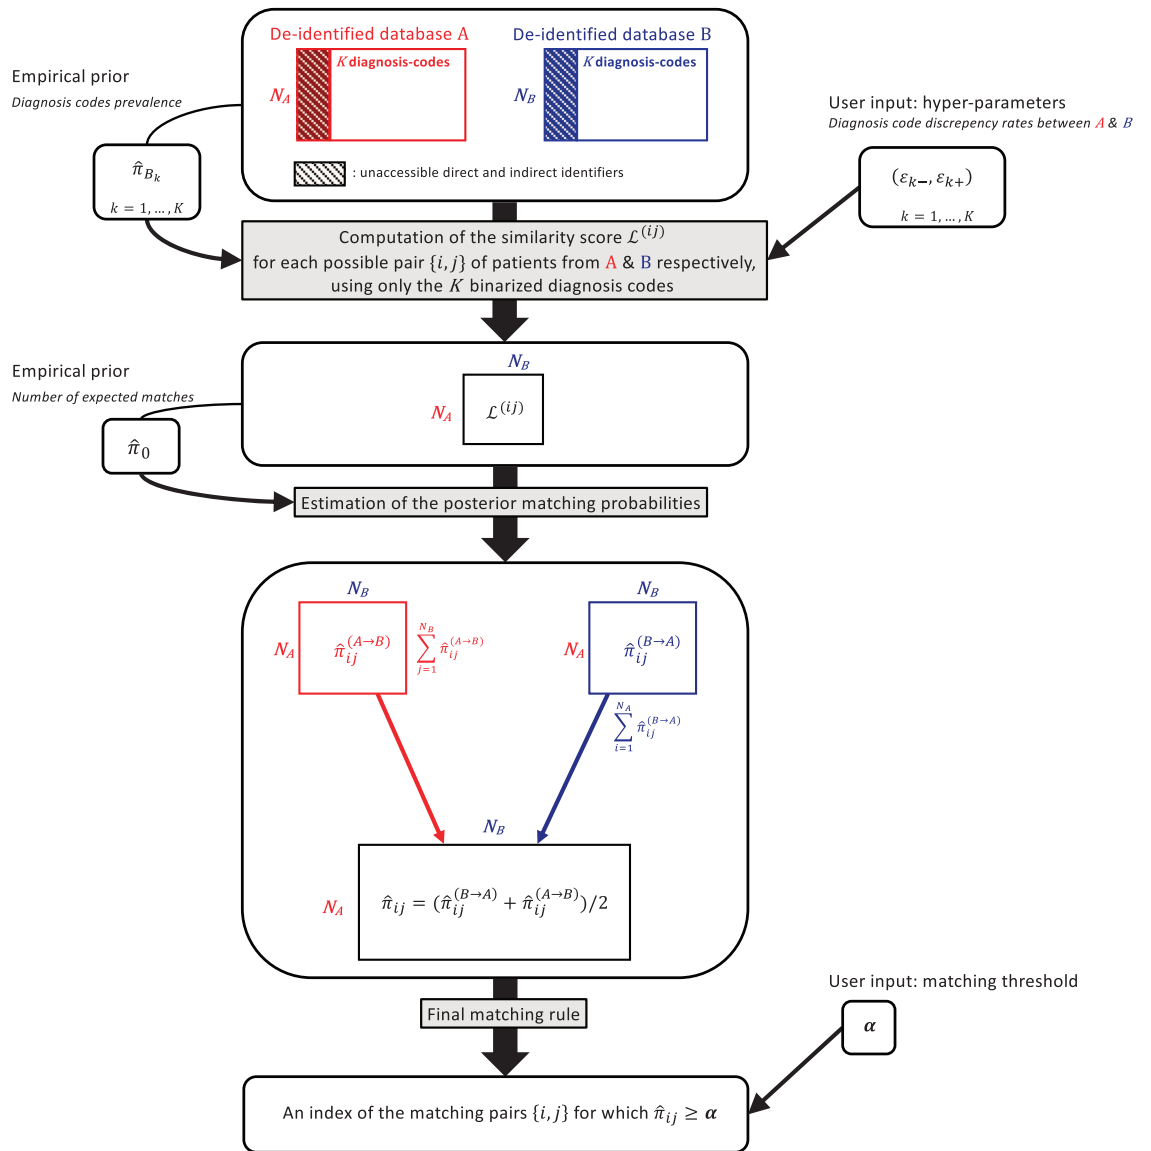 De-identified database A
De-identified database B
K diagnosis-codes
K diagnosis-codes
N_A
N_B
: unaccessible direct and indirect identifiers
Empirical prior
Diagnosis codes prevalence
π̂_{B_k}
k = 1, ..., K
User input: hyper-parameters
Diagnosis code discrepency rates between A & B
(ε_{k−}, ε_{k+})
k = 1, ..., K
Computation of the similarity score ℒ^{(ij)}
for each possible pair {i, j} of patients from A & B respectively,
using only the K binarized diagnosis codes
Empirical prior
Number of expected matches
π̂_0
N_B
N_A
ℒ^{(ij)}
Estimation of the posterior matching probabilities
N_B
N_A
π̂_{ij}^{(A→B)}
∑_{j=1}^{N_B} π̂_{ij}^{(A→B)}
N_B
N_A
π̂_{ij}^{(B→A)}
∑_{i=1}^{N_A} π̂_{ij}^{(B→A)}
N_B
N_A
π̂_{ij} = (π̂_{ij}^{(B→A)} + π̂_{ij}^{(A→B)})/2
Final matching rule
User input: matching threshold
α
An index of the matching pairs {i, j} for which π̂_{ij} ≥ α